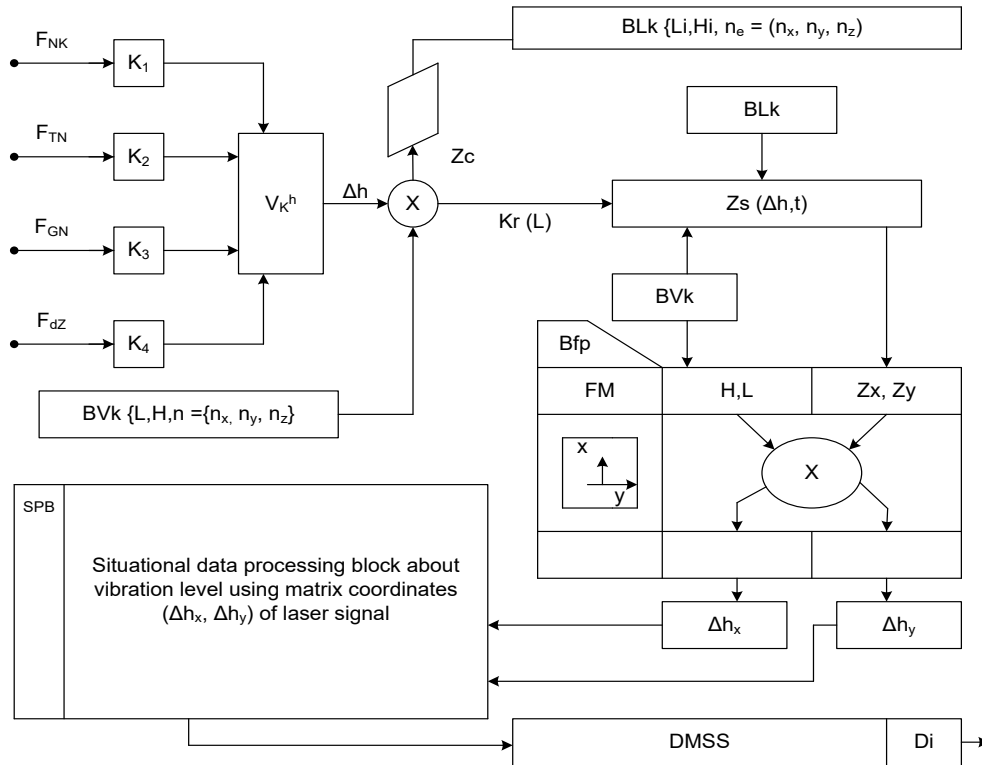 BLk {Li,Hi, nₑ = (nₓ, nᵧ, n_z)
F_NK
K₁
BLk
F_TN
K₂
Zc
V_K^h
Δh
X
Zs (Δh,t)
Kr (L)
F_GN
K₃
BVk
F_dZ
K₄
Bfp
FM
H,L
Zx, Zy
BVk {L,H,n ={nₓ, nᵧ, n_z}
x
y
X
SPB
Situational data processing block about
vibration level using matrix coordinates
(Δhₓ, Δhᵧ) of laser signal
Δhₓ
Δhᵧ
DMSS
Di